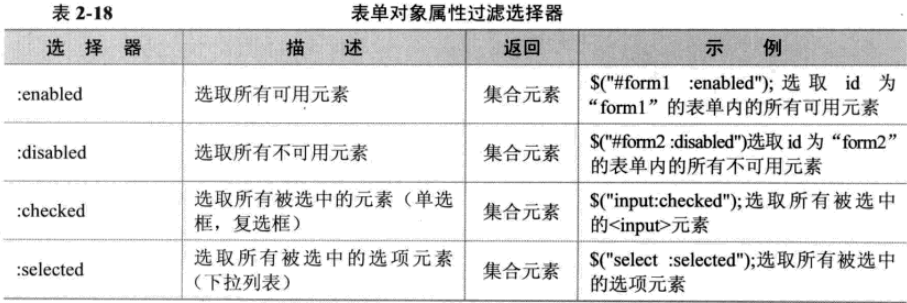 表 2-18 表单对象属性过滤选择器
选 择 器 描 述 返回 示 例
:enabled 选取所有可用元素 集合元素 $("#form1 :enabled"); 选取 id 为
“form1”的表单内的所有可用元素
:disabled 选取所有不可用元素 集合元素 $("#form2 :disabled")选取 id 为“form2”
的表单内的所有不可用元素
:checked 选取所有被选中的元素（单选
框，复选框） 集合元素 $("input:checked");选取所有被选中
的<input>元素
:selected 选取所有被选中的选项元素
（下拉列表） 集合元素 $("select :selected");选取所有被选中
的选项元素